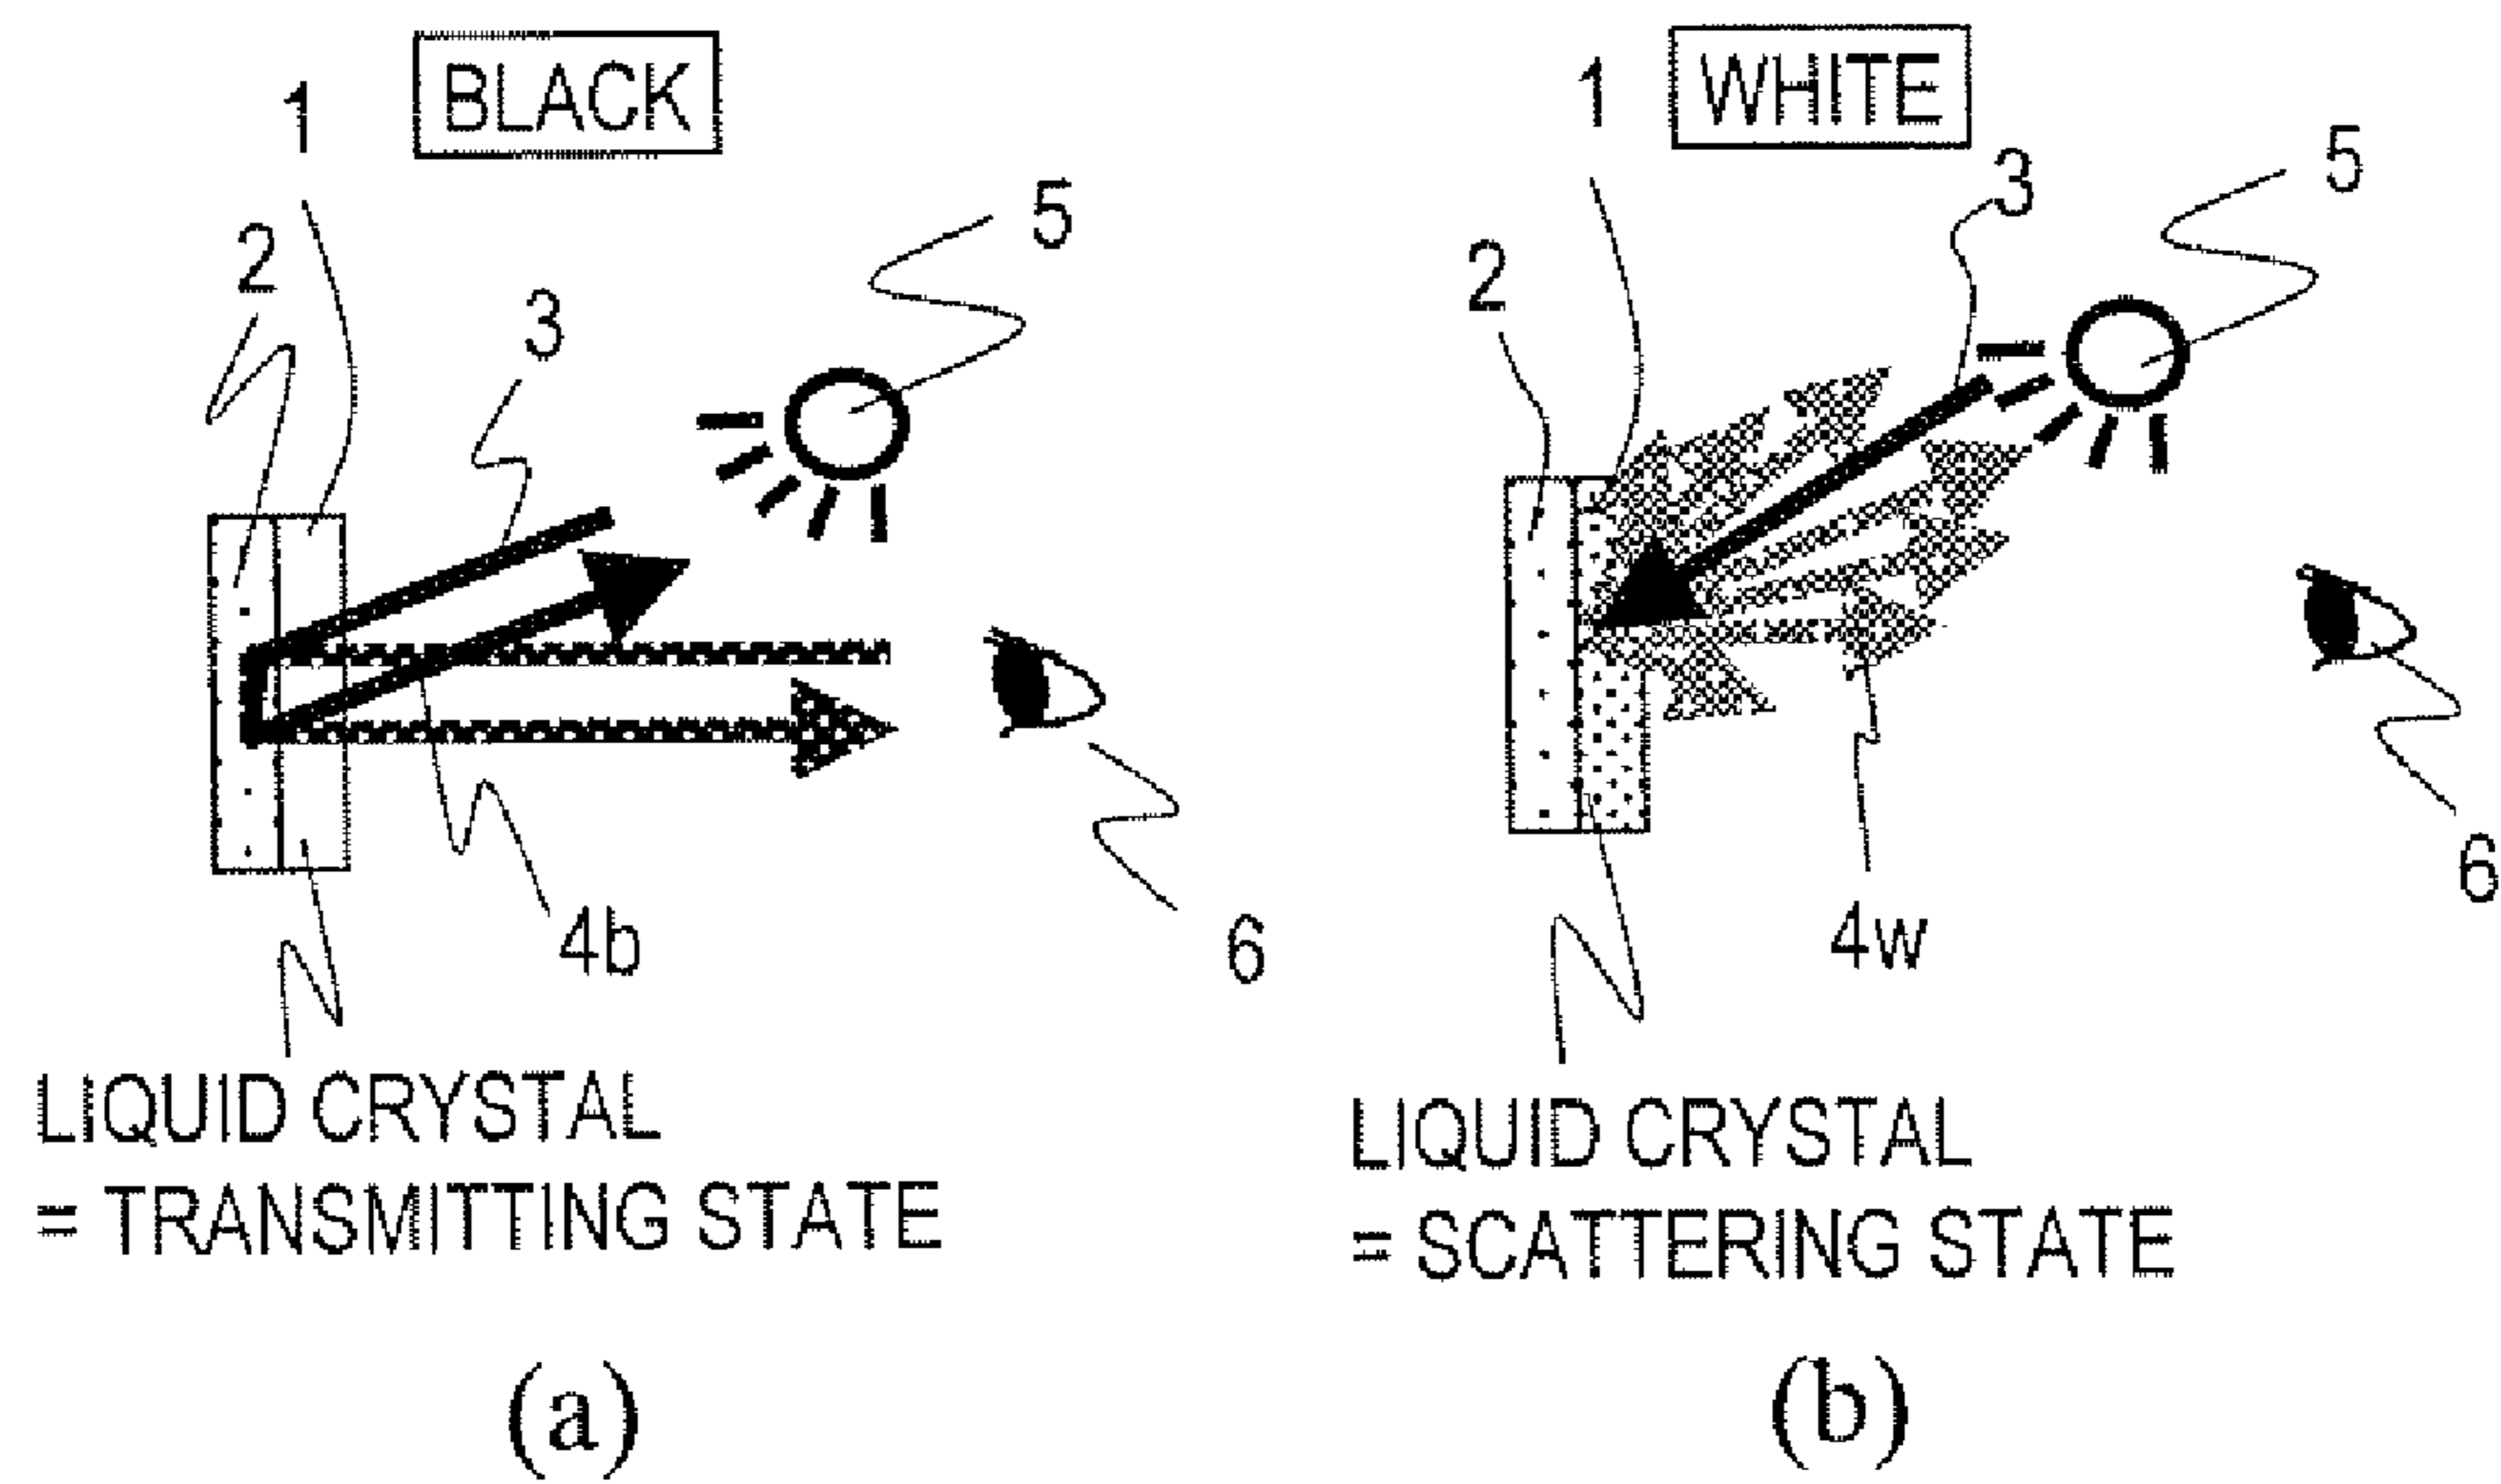 BLACK
1
2
3
5
4b
6
LIQUID CRYSTAL
= TRANSMITTING STATE
(a)
WHITE
1
2
3
5
4w
6
LIQUID CRYSTAL
= SCATTERING STATE
(b)